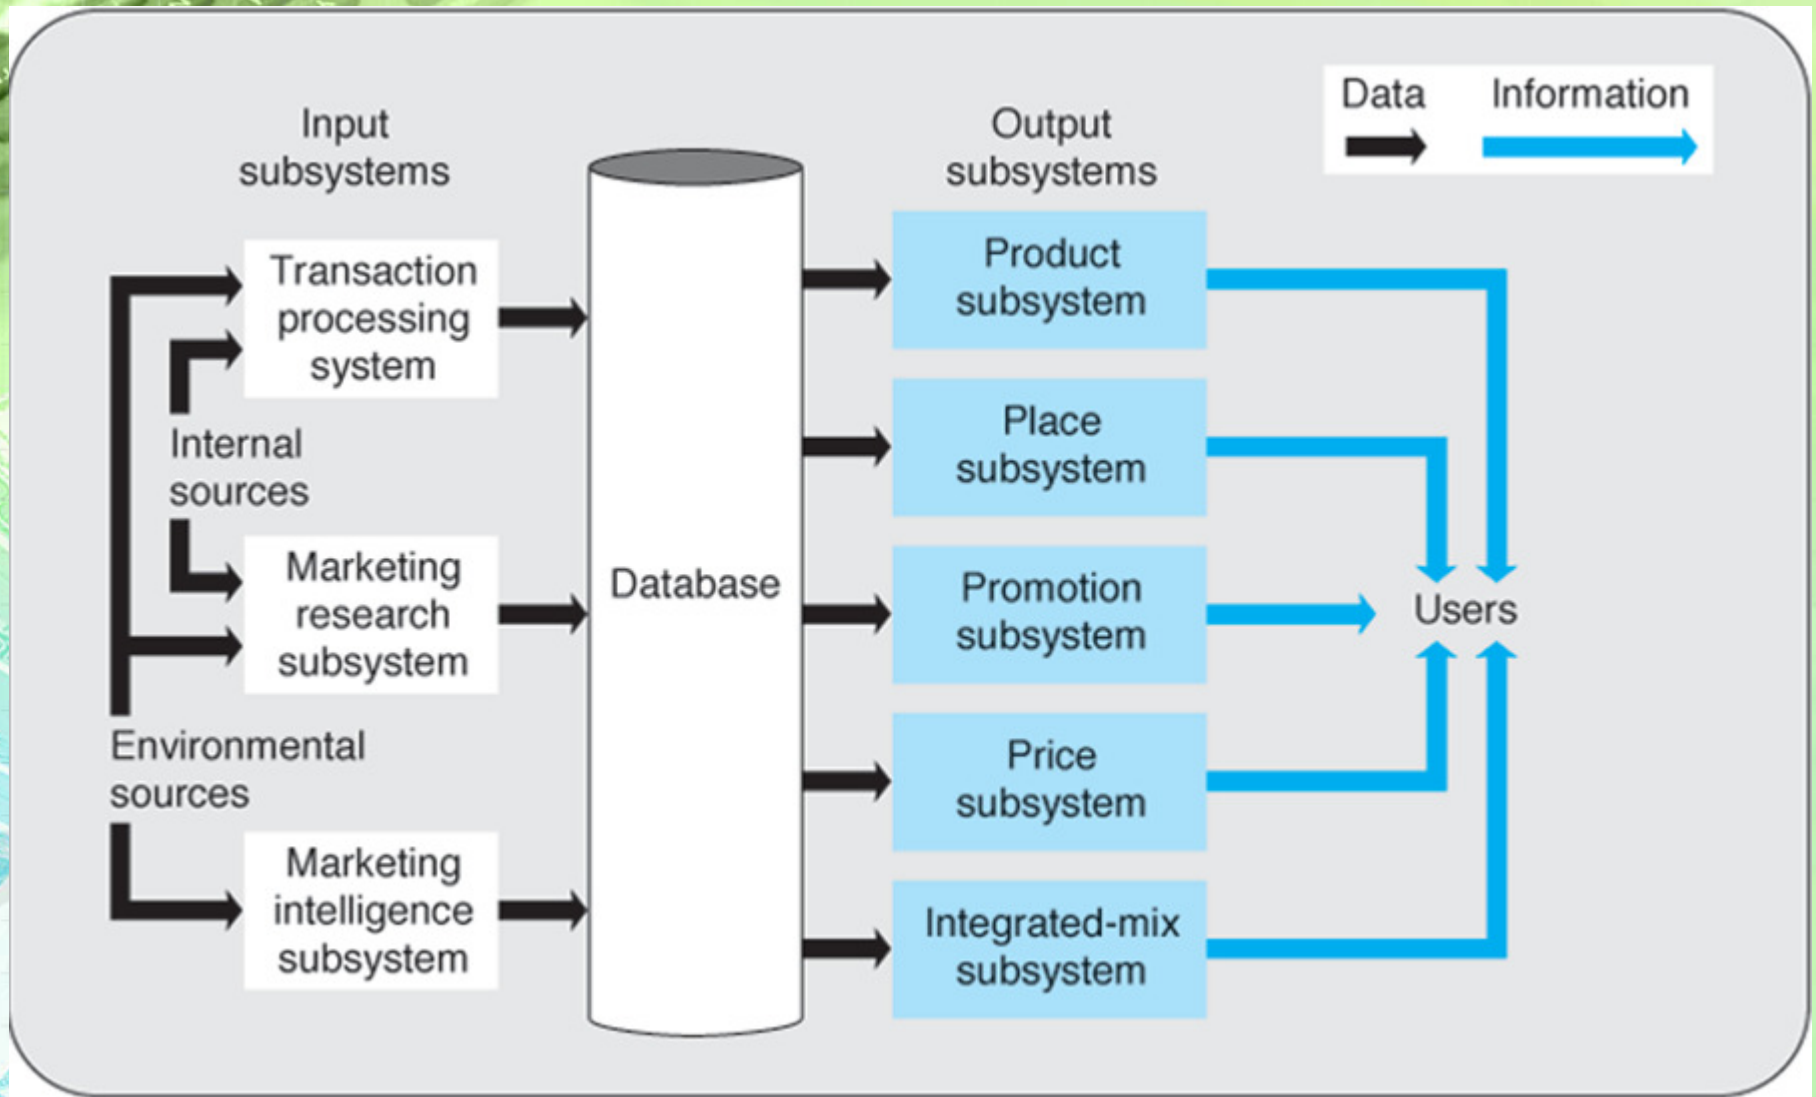 Data
Information
Input
subsystems
Output
subsystems
Transaction
processing
system
Internal
sources
Marketing
research
subsystem
Environmental
sources
Marketing
intelligence
subsystem
Database
Product
subsystem
Place
subsystem
Promotion
subsystem
Price
subsystem
Integrated-mix
subsystem
Users